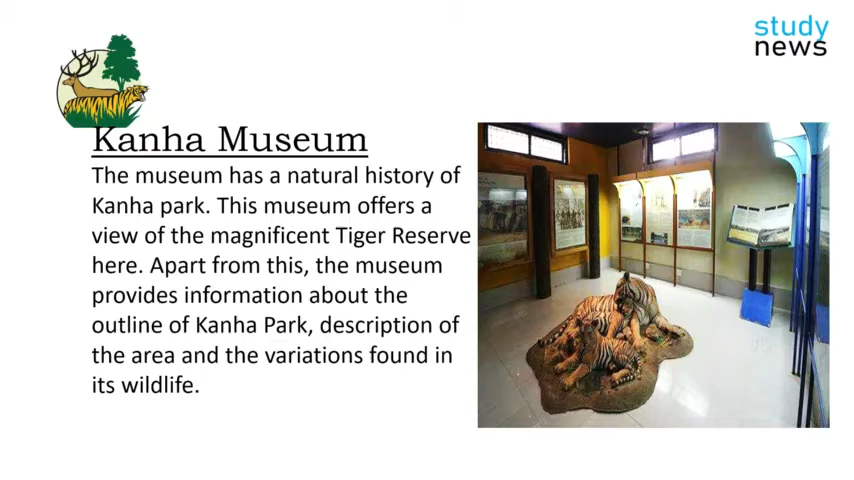 study
news
Kanha Museum
The museum has a natural history of
Kanha park. This museum offers a
view of the magnificent Tiger Reserve
here. Apart from this, the museum
provides information about the
outline of Kanha Park, description of
the area and the variations found in
its wildlife.